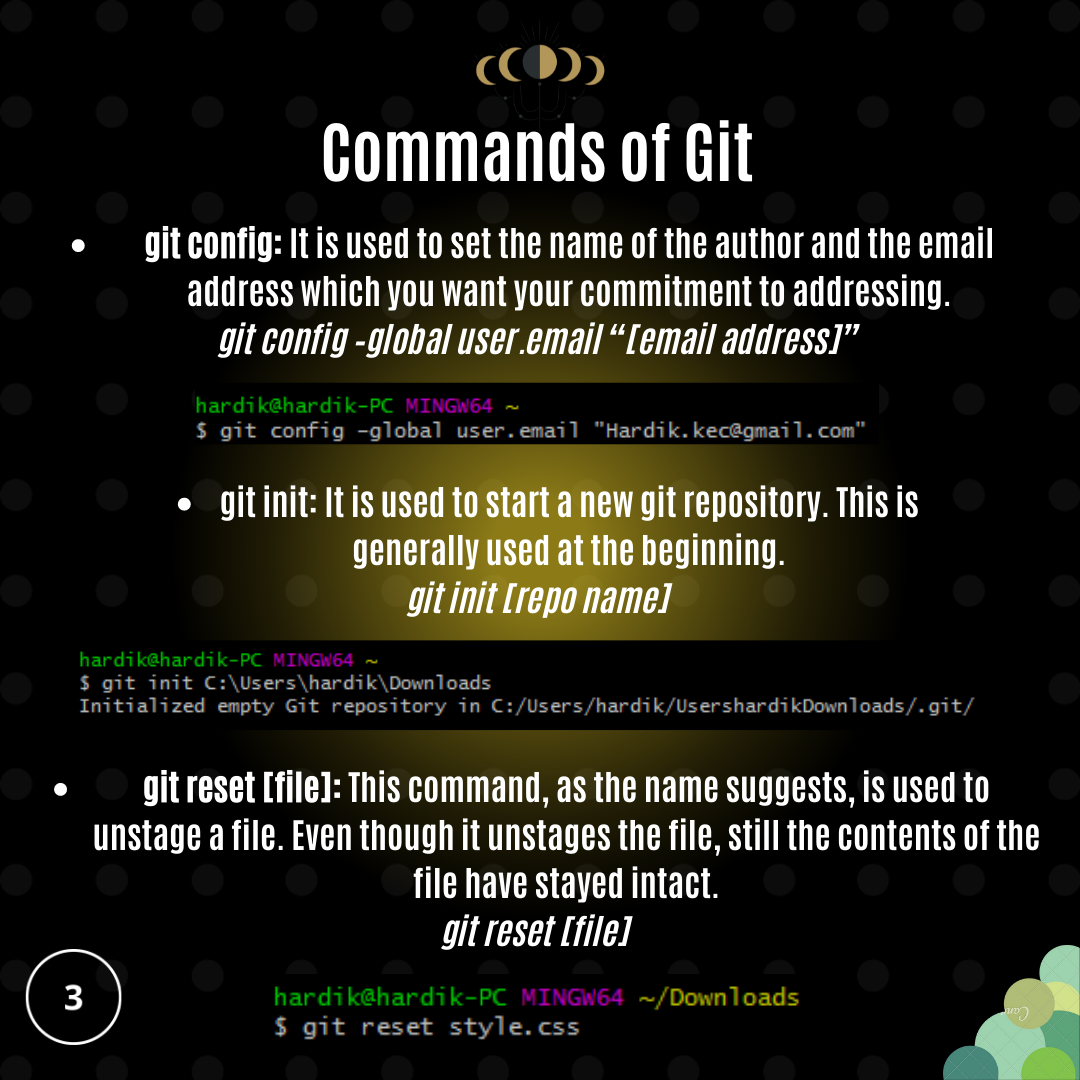 Commands of Git
• git config: It is used to set the name of the author and the email
address which you want your commitment to addressing.
git config -global user.email “[email address]”
hardik@hardik-PC MINGW64 ~
$ git config -global user.email "Hardik.kec@gmail.com"
• git init: It is used to start a new git repository. This is
generally used at the beginning.
git init [repo name]
hardik@hardik-PC MINGW64 ~
$ git init C:\Users\hardik\Downloads
Initialized empty Git repository in C:/Users/hardik/UsershardikDownloads/.git/
• git reset [file]: This command, as the name suggests, is used to
unstage a file. Even though it unstages the file, still the contents of the
file have stayed intact.
git reset [file]
3
hardik@hardik-PC MINGW64 ~/Downloads
$ git reset style.css